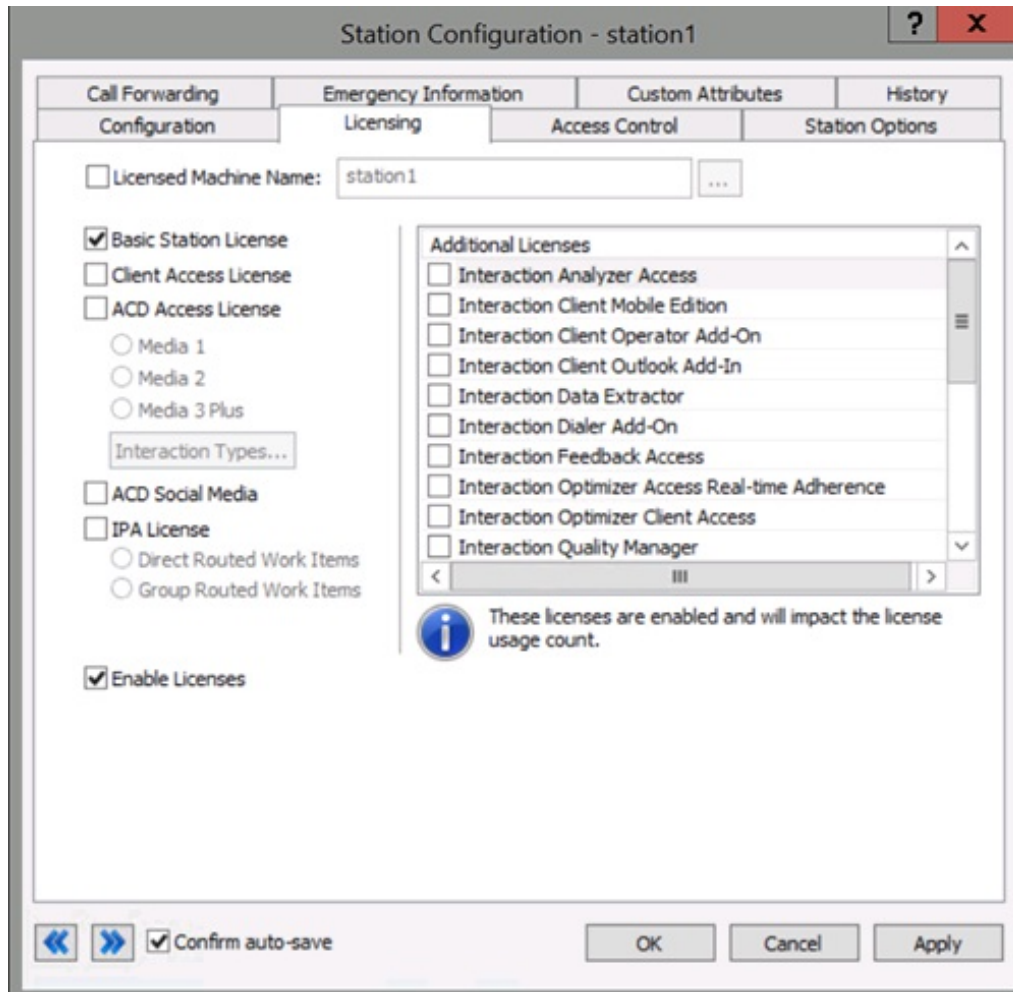 Station Configuration - station1
?
X
Call Forwarding
Emergency Information
Custom Attributes
History
Configuration
Licensing
Access Control
Station Options
Licensed Machine Name:
station1
...
Basic Station License
Client Access License
ACD Access License
Media 1
Media 2
Media 3 Plus
Interaction Types...
ACD Social Media
IPA License
Direct Routed Work Items
Group Routed Work Items
Additional Licenses
Interaction Analyzer Access
Interaction Client Mobile Edition
Interaction Client Operator Add-On
Interaction Client Outlook Add-In
Interaction Data Extractor
Interaction Dialer Add-On
Interaction Feedback Access
Interaction Optimizer Access Real-time Adherence
Interaction Optimizer Client Access
Interaction Quality Manager
These licenses are enabled and will impact the license
usage count.
Enable Licenses
Confirm auto-save
OK
Cancel
Apply